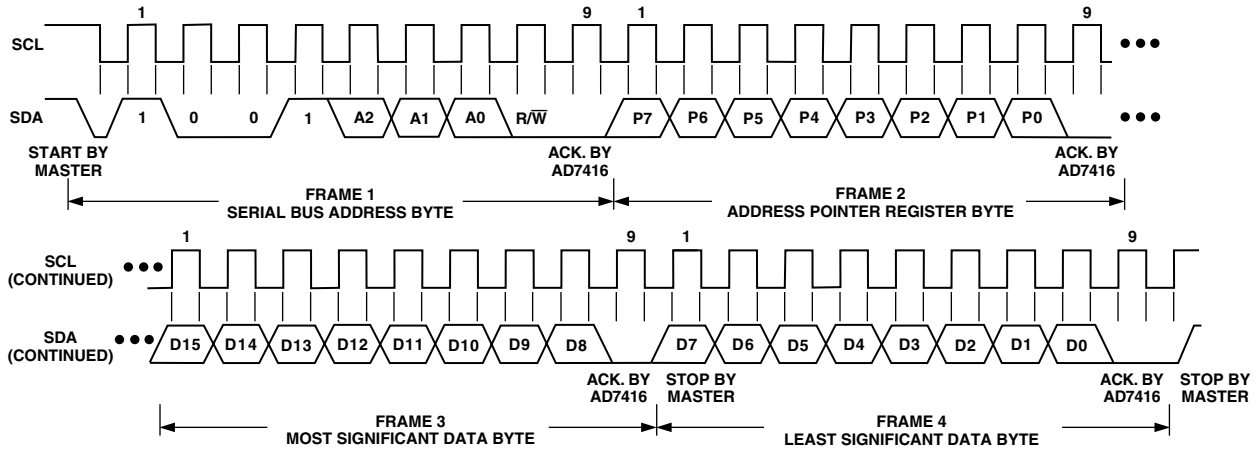 1 9 1 9
SCL
SDA 1 0 0 1 A2 A1 A0 R/W̅ P7 P6 P5 P4 P3 P2 P1 P0
START BY MASTER
ACK. BY AD7416
ACK. BY AD7416
FRAME 1
SERIAL BUS ADDRESS BYTE
FRAME 2
ADDRESS POINTER REGISTER BYTE
1 9 1 9
SCL
(CONTINUED)
SDA
(CONTINUED)
D15 D14 D13 D12 D11 D10 D9 D8 D7 D6 D5 D4 D3 D2 D1 D0
ACK. BY AD7416
STOP BY MASTER
ACK. BY AD7416
STOP BY MASTER
FRAME 3
MOST SIGNIFICANT DATA BYTE
FRAME 4
LEAST SIGNIFICANT DATA BYTE